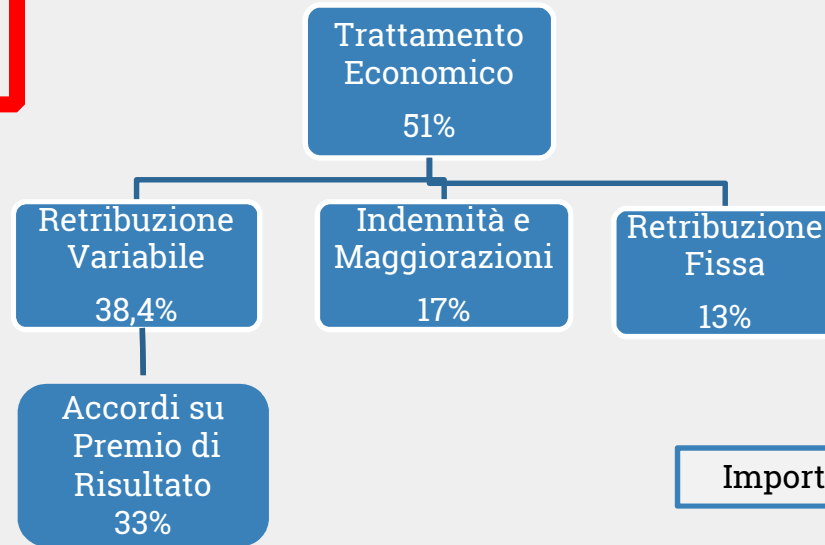 Trattamento
Economico
51%
Retribuzione
Variabile
38,4%
Indennità e
Maggiorazioni
17%
Retribuzione
Fissa
13%
Accordi su
Premio di
Risultato
33%
Import